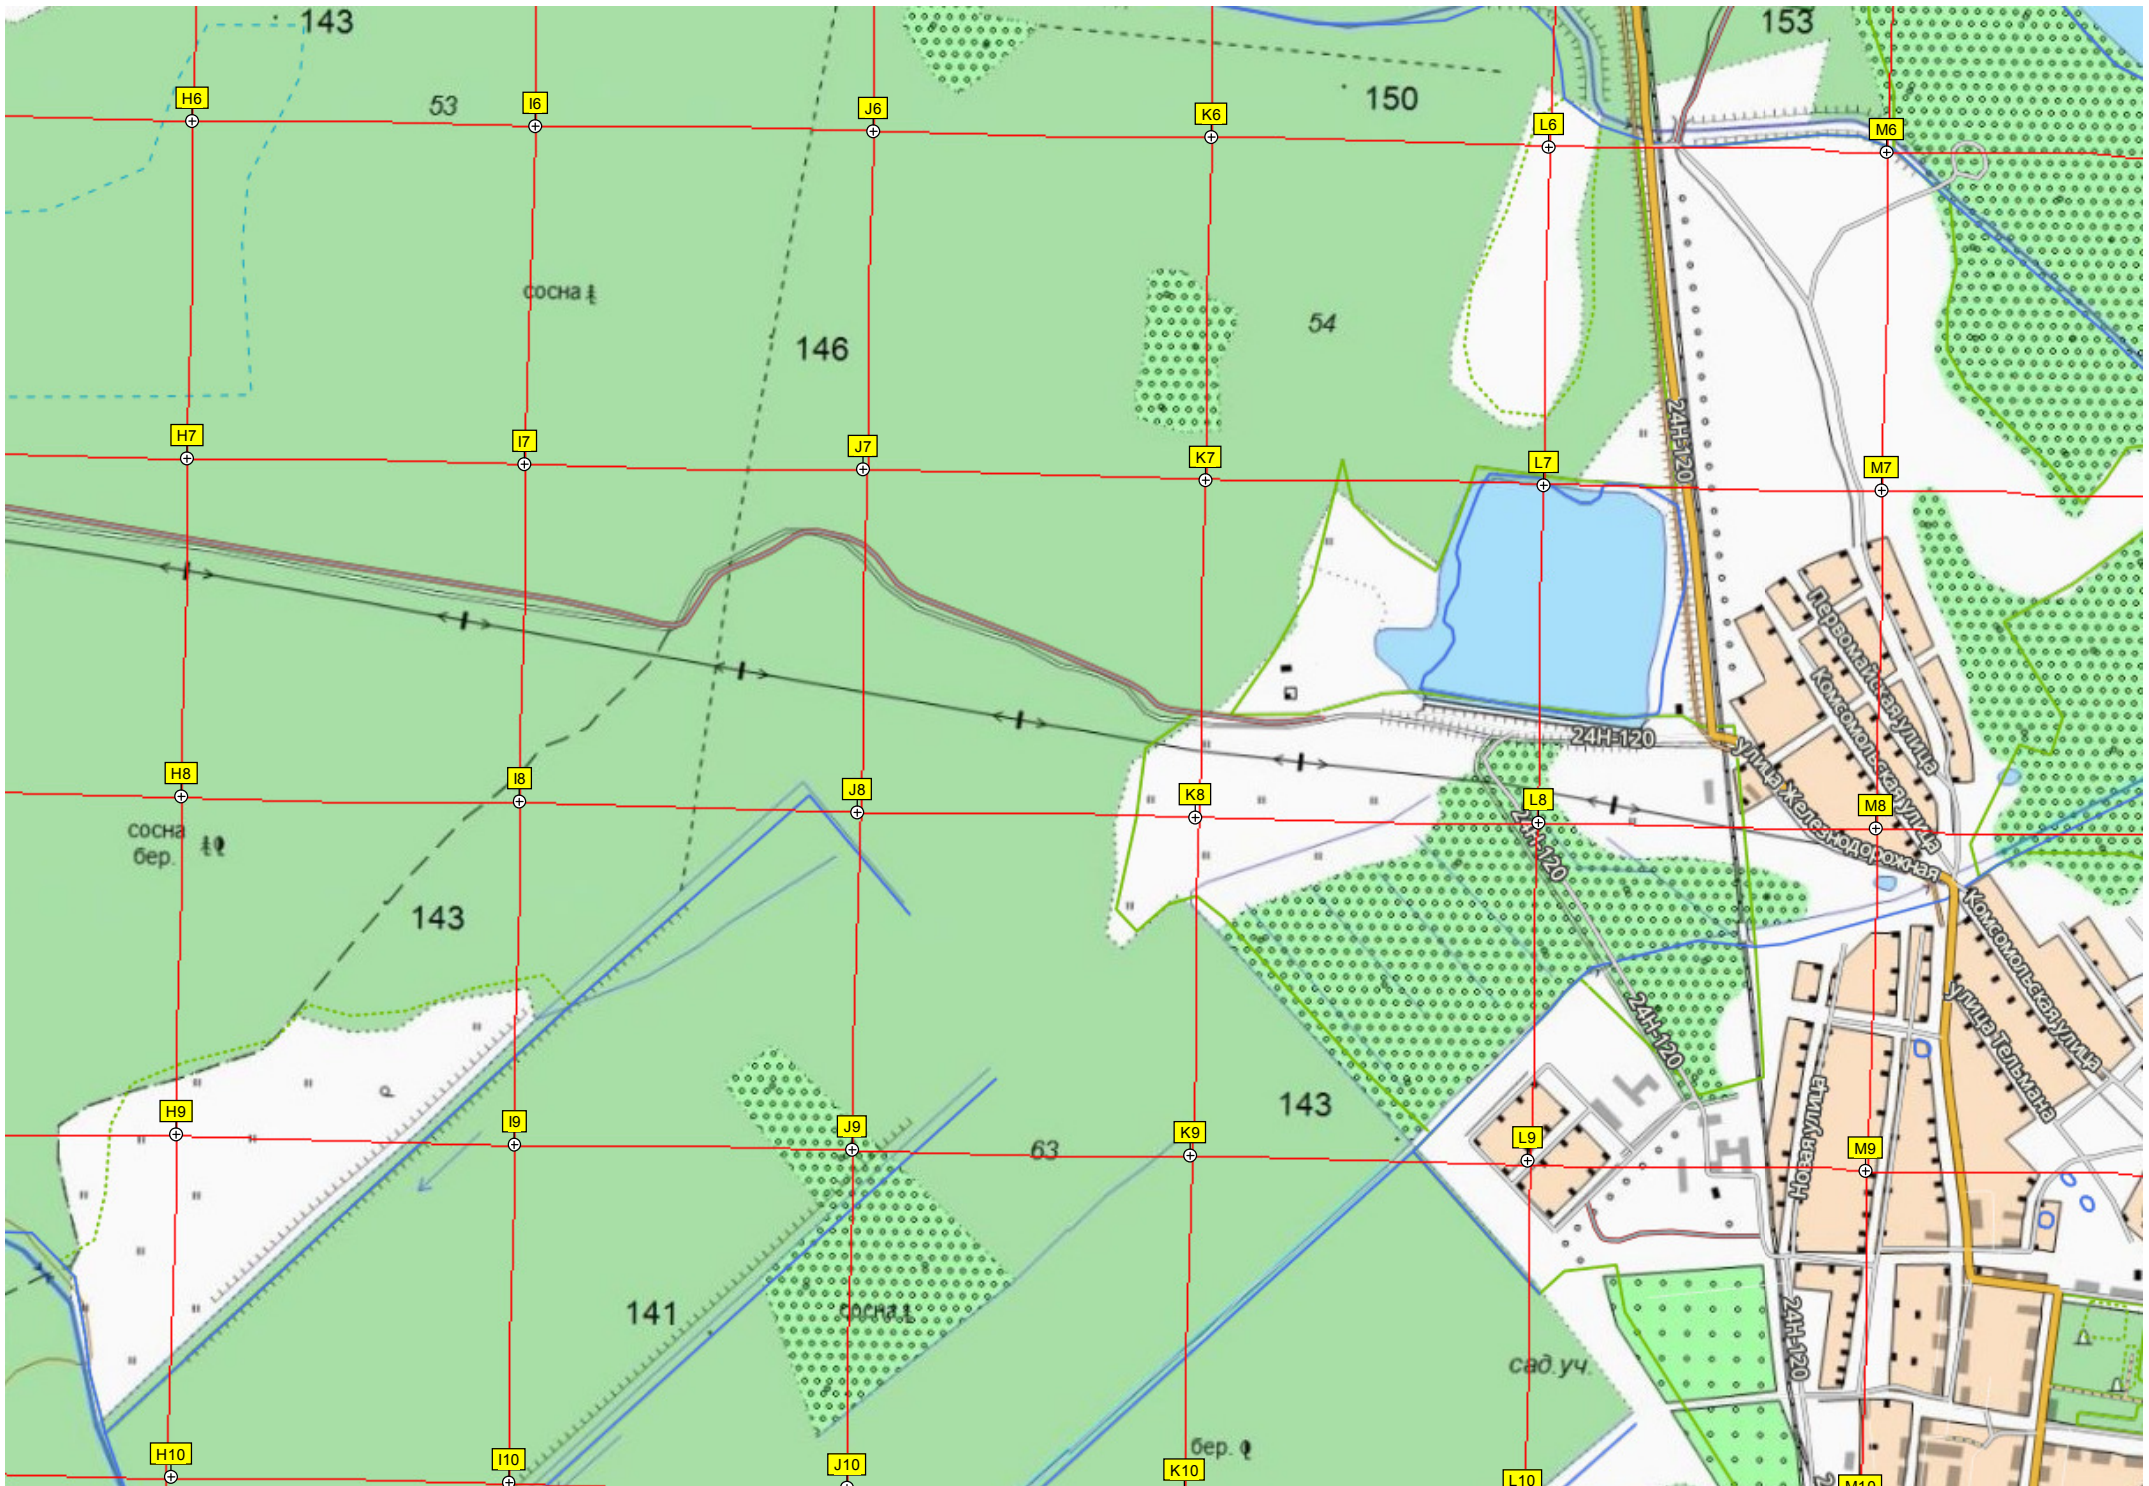 143
153
H6
53
I6
J6
K6
150
L6
M6
сосна
146
54
24Н-120
H7
I7
J7
K7
L7
M7
Первомайская улица
Комсомольская улица
24Н-120
улица Железнодорожная
H8
I8
J8
K8
L8
M8
24Н-120
сосна
бер.
143
Комсомольская улица
улица Тельмана
24Н-120
Новая улица
143
H9
I9
J9
K9
L9
M9
63
141
сосна
24Н-120
сад.уч.
бер.
H10
I10
J10
K10
L10
M10